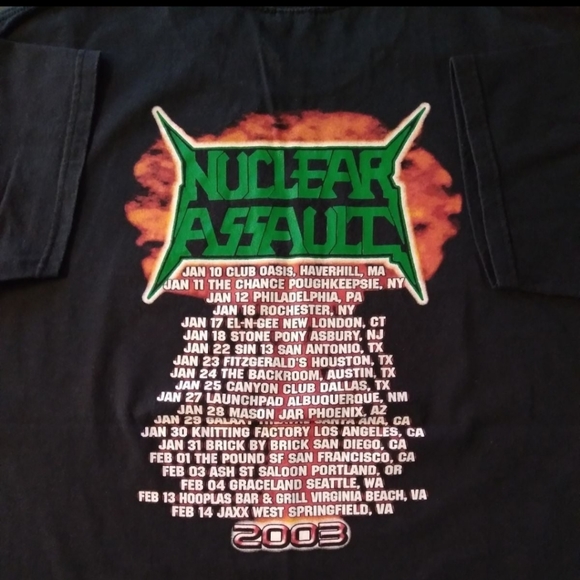 NUCLEAR
ASSAULT
JAN 10 CLUB OASIS, HAVERHILL, MA
JAN 11 THE CHANCE POUGHKEEPSIE, NY
JAN 12 PHILADELPHIA, PA
JAN 16 ROCHESTER, NY
JAN 17 EL-N-GEE NEW LONDON, CT
JAN 18 STONE PONY ASBURY, NJ
JAN 22 SIN 13 SAN ANTONIO, TX
JAN 23 FITZGERALD'S HOUSTON, TX
JAN 24 THE BACKROOM, AUSTIN, TX
JAN 25 CANYON CLUB DALLAS, TX
JAN 27 LAUNCHPAD ALBUQUERQUE, NM
JAN 28 MASON JAR PHOENIX, AZ
JAN 29 GALAXY THEATRE SANTA ANA, CA
JAN 30 KNITTING FACTORY LOS ANGELES, CA
JAN 31 BRICK BY BRICK SAN DIEGO, CA
FEB 01 THE POUND SF SAN FRANCISCO, CA
FEB 03 ASH ST SALOON PORTLAND, OR
FEB 04 GRACELAND SEATTLE, WA
FEB 13 HOOPLAS BAR & GRILL VIRGINIA BEACH, VA
FEB 14 JAXX WEST SPRINGFIELD, VA
2003